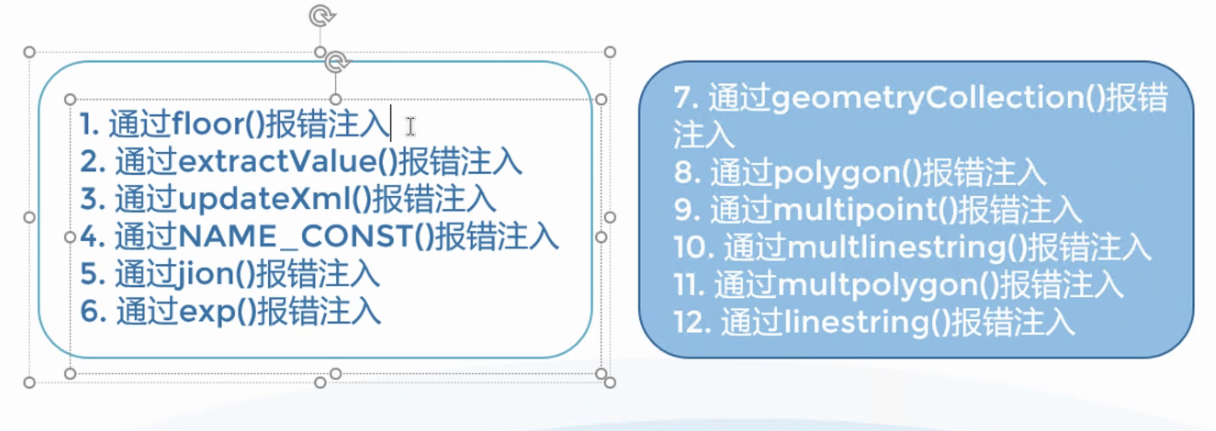 1. 通过floor()报错注入
2. 通过extractValue()报错注入
3. 通过updateXml()报错注入
4. 通过NAME_CONST()报错注入
5. 通过jion()报错注入
6. 通过exp()报错注入
7. 通过geometryCollection()报错
注入
8. 通过polygon()报错注入
9. 通过multipoint()报错注入
10. 通过multlinestring()报错注入
11. 通过multpolygon()报错注入
12. 通过linestring()报错注入